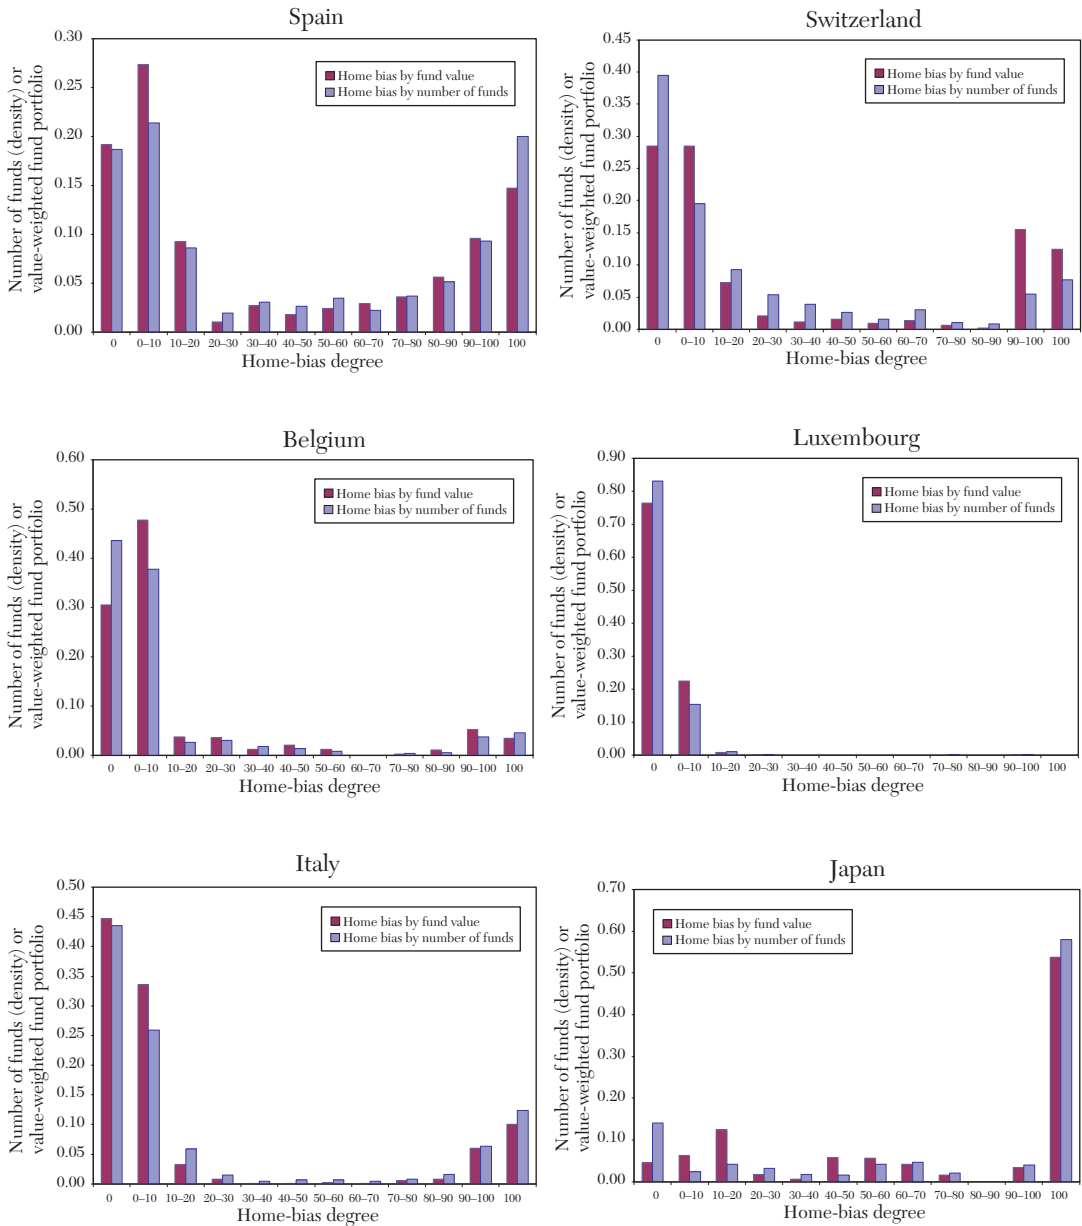 Spain
Number of funds (density) or
value-weighted fund portfolio
0.30
0.25
0.20
0.15
0.10
0.05
0.00
Home bias by fund value
Home bias by number of funds
0 0–10 10–20 20–30 30–40 40–50 50–60 60–70 70–80 80–90 90–100 100
Home-bias degree
Switzerland
Number of funds (density) or
value-weigvhted fund portfolio
0.45
0.40
0.35
0.30
0.25
0.20
0.15
0.10
0.05
0.00
Home bias by fund value
Home bias by number of funds
0 0–10 10–20 20–30 30–40 40–50 50–60 60–70 70–80 80–90 90–100 100
Home-bias degree
Belgium
Number of funds (density) or
value-weighted fund portfolio
0.60
0.50
0.40
0.30
0.20
0.10
0.00
Home bias by fund value
Home bias by number of funds
0 0–10 10–20 20–30 30–40 40–50 50–60 60–70 70–80 80–90 90–100 100
Home-bias degree
Luxembourg
Number of funds (density) or
value-weighted fund portfolio
0.90
0.80
0.70
0.60
0.50
0.40
0.30
0.20
0.10
0.00
Home bias by fund value
Home bias by number of funds
0 0–10 10–20 20–30 30–40 40–50 50–60 60–70 70–80 80–90 90–100 100
Home-bias degree
Italy
Number of funds (density) or
value-weighted fund portfolio
0.50
0.45
0.40
0.35
0.30
0.25
0.20
0.15
0.10
0.05
0.00
Home bias by fund value
Home bias by number of funds
0 0–10 10–20 20–30 30–40 40–50 50–60 60–70 70–80 80–90 90–100 100
Home-bias degree
Japan
Number of funds (density) or
value-weighted fund portfolio
0.70
0.60
0.50
0.40
0.30
0.20
0.10
0.00
Home bias by fund value
Home bias by number of funds
0 0–10 10–20 20–30 30–40 40–50 50–60 60–70 70–80 80–90 90–100 100
Home-bias degree